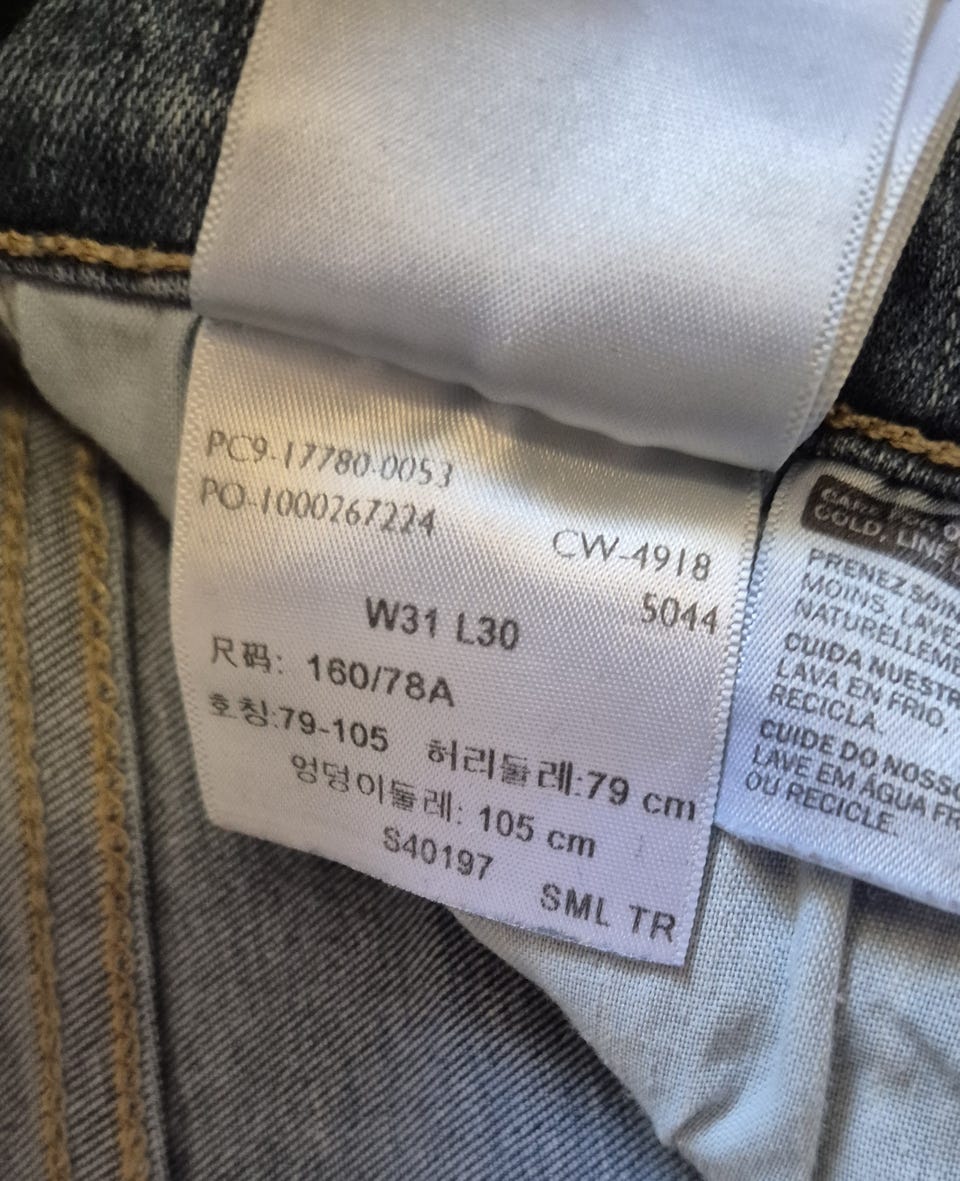 PC9-17780-0053
PO-1000267224
CW-4918
5044
W31 L30
尺码: 160/78A
호칭:79-105 허리둘레:79 cm
엉덩이둘레: 105 cm
S40197
SML TR
COLD, LINE
PRENEZ SOIN
MOINS, LAVE
NATURELLEME
CUIDA NUESTR
LAVA EN FRIO,
RECICLA.
CUIDE DO NOSSO
LAVE EM ÁGUA FR
OU RECICLE.